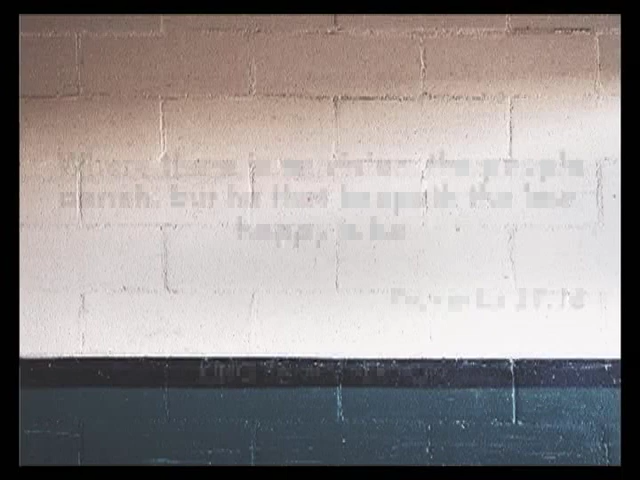 Where there is no vision, the people
perish: but he that keepeth the law,
happy is he.
Proverbs 29:18